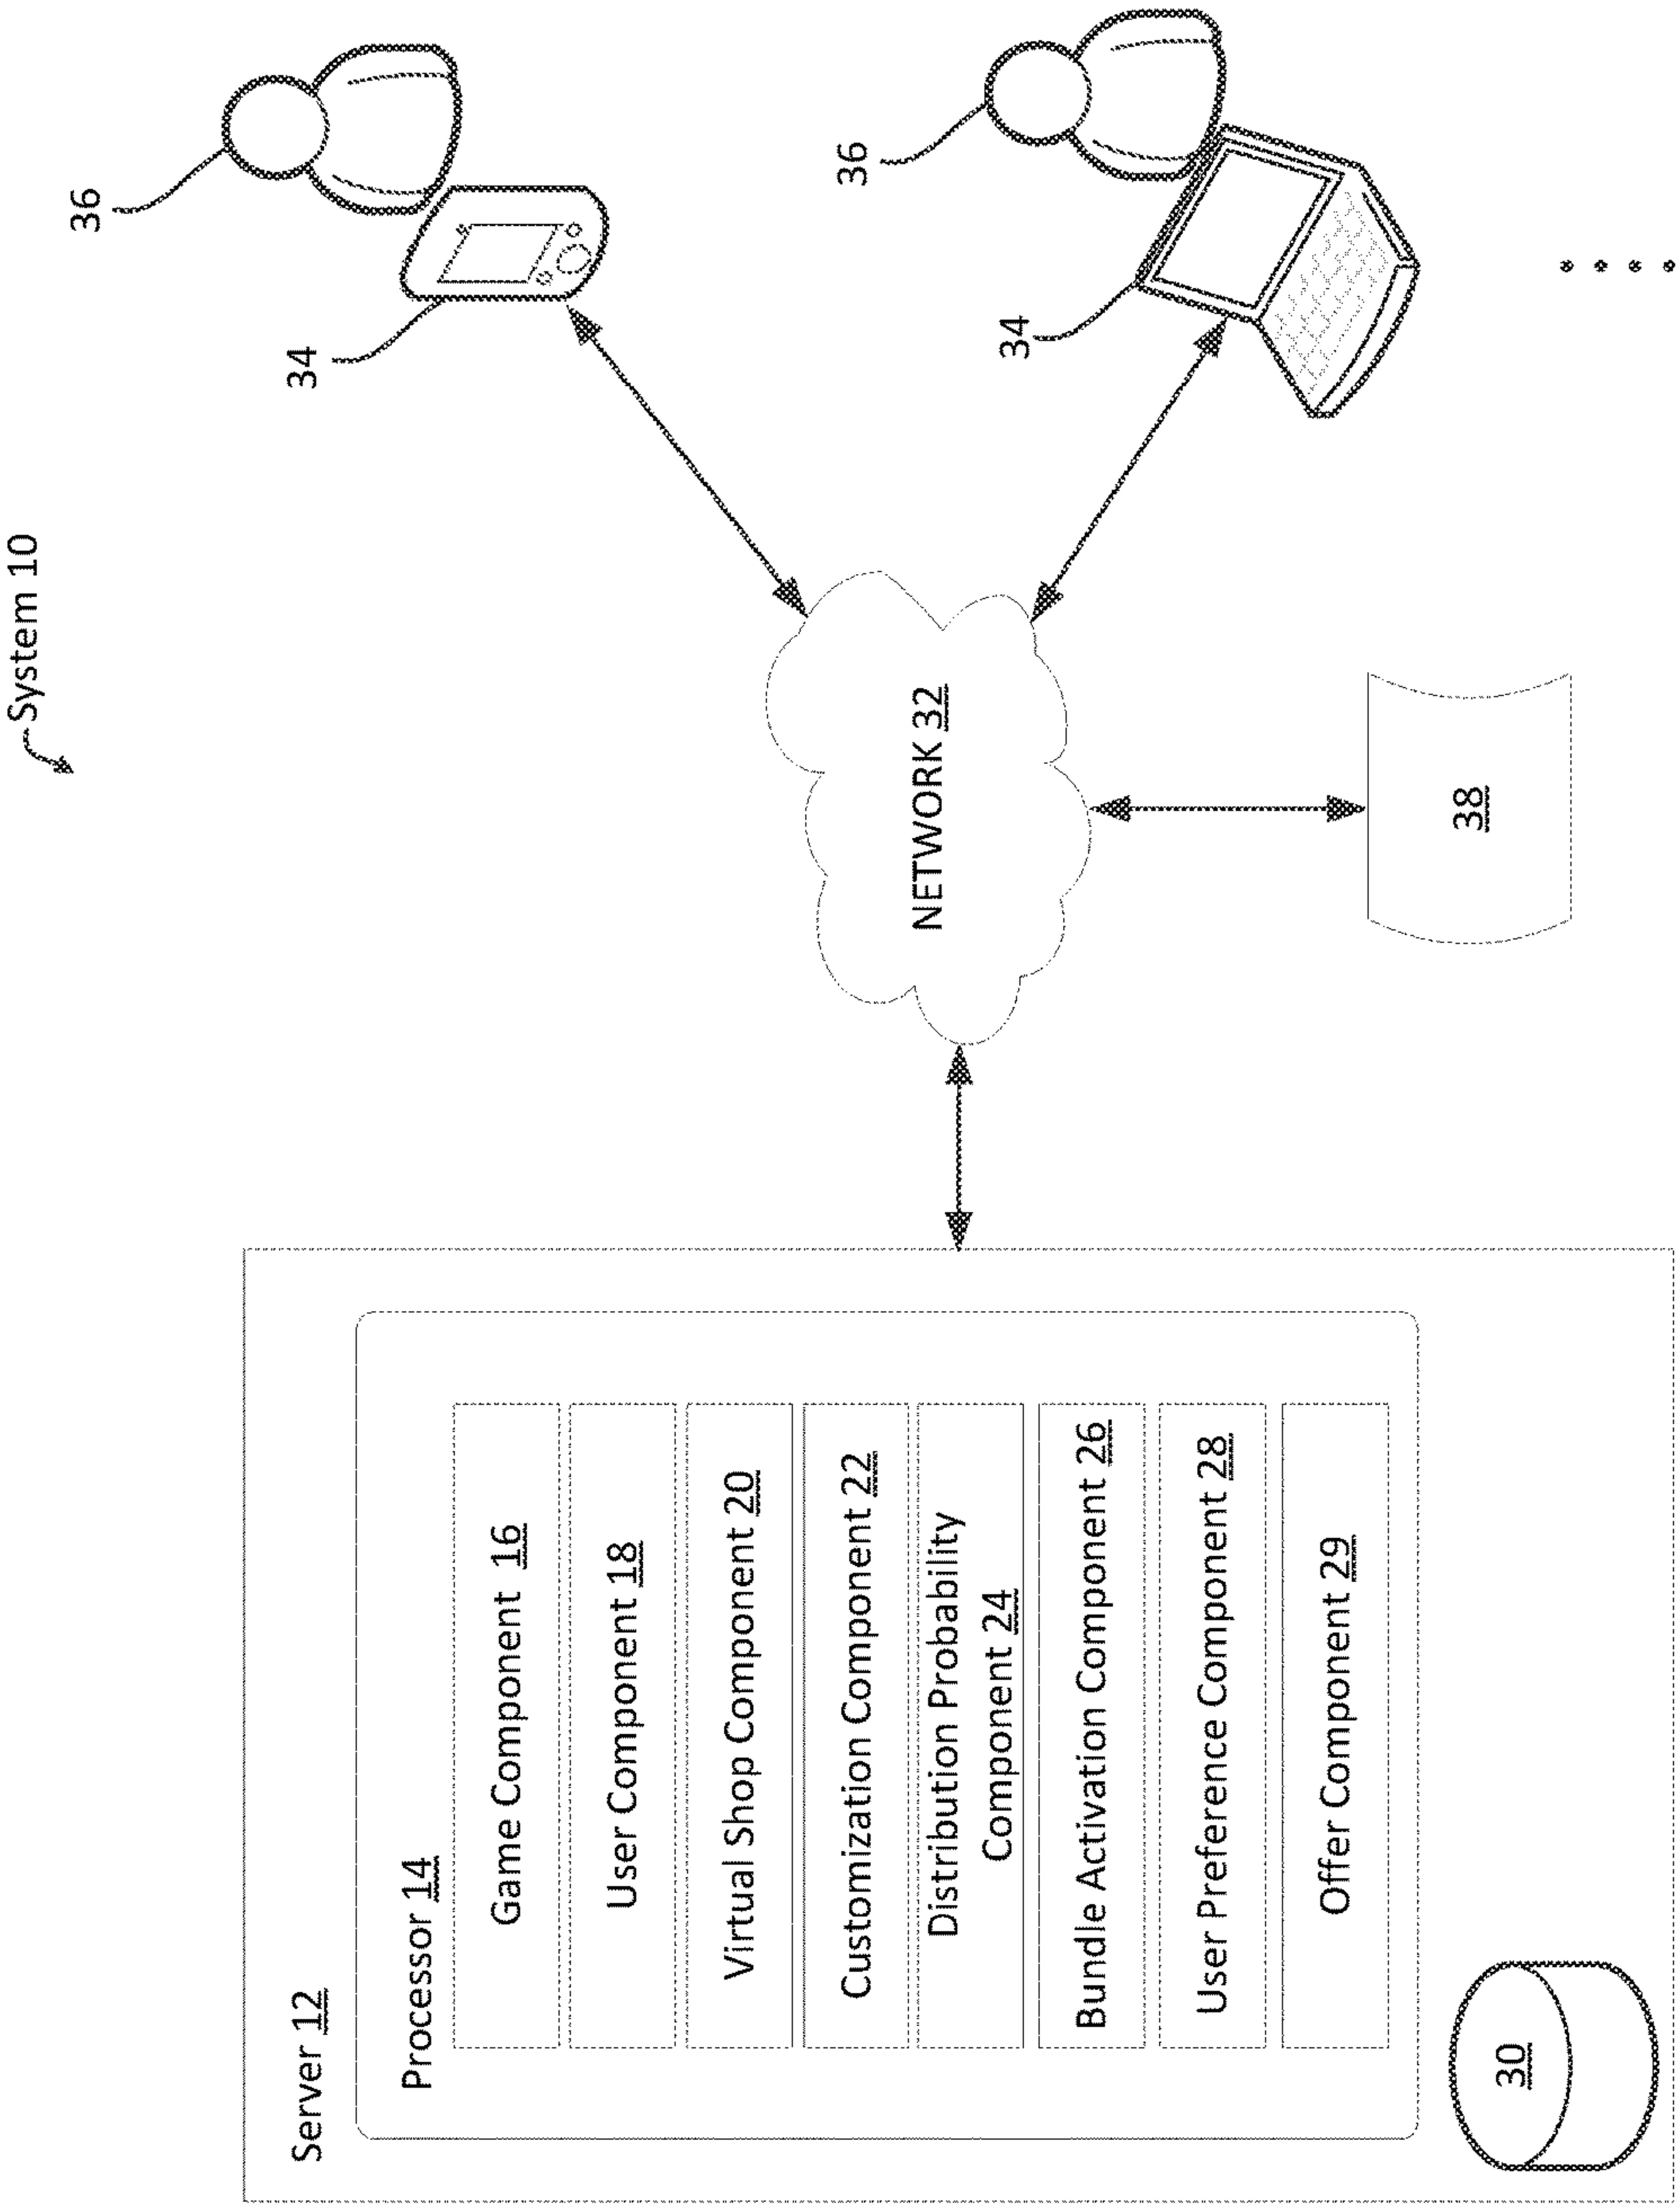 System 10
Server 12
Processor 14
Game Component 16
User Component 18
Virtual Shop Component 20
Customization Component 22
Distribution Probability
Component 24
Bundle Activation Component 26
User Preference Component 28
Offer Component 29
30
NETWORK 32
38
34
36
34
36